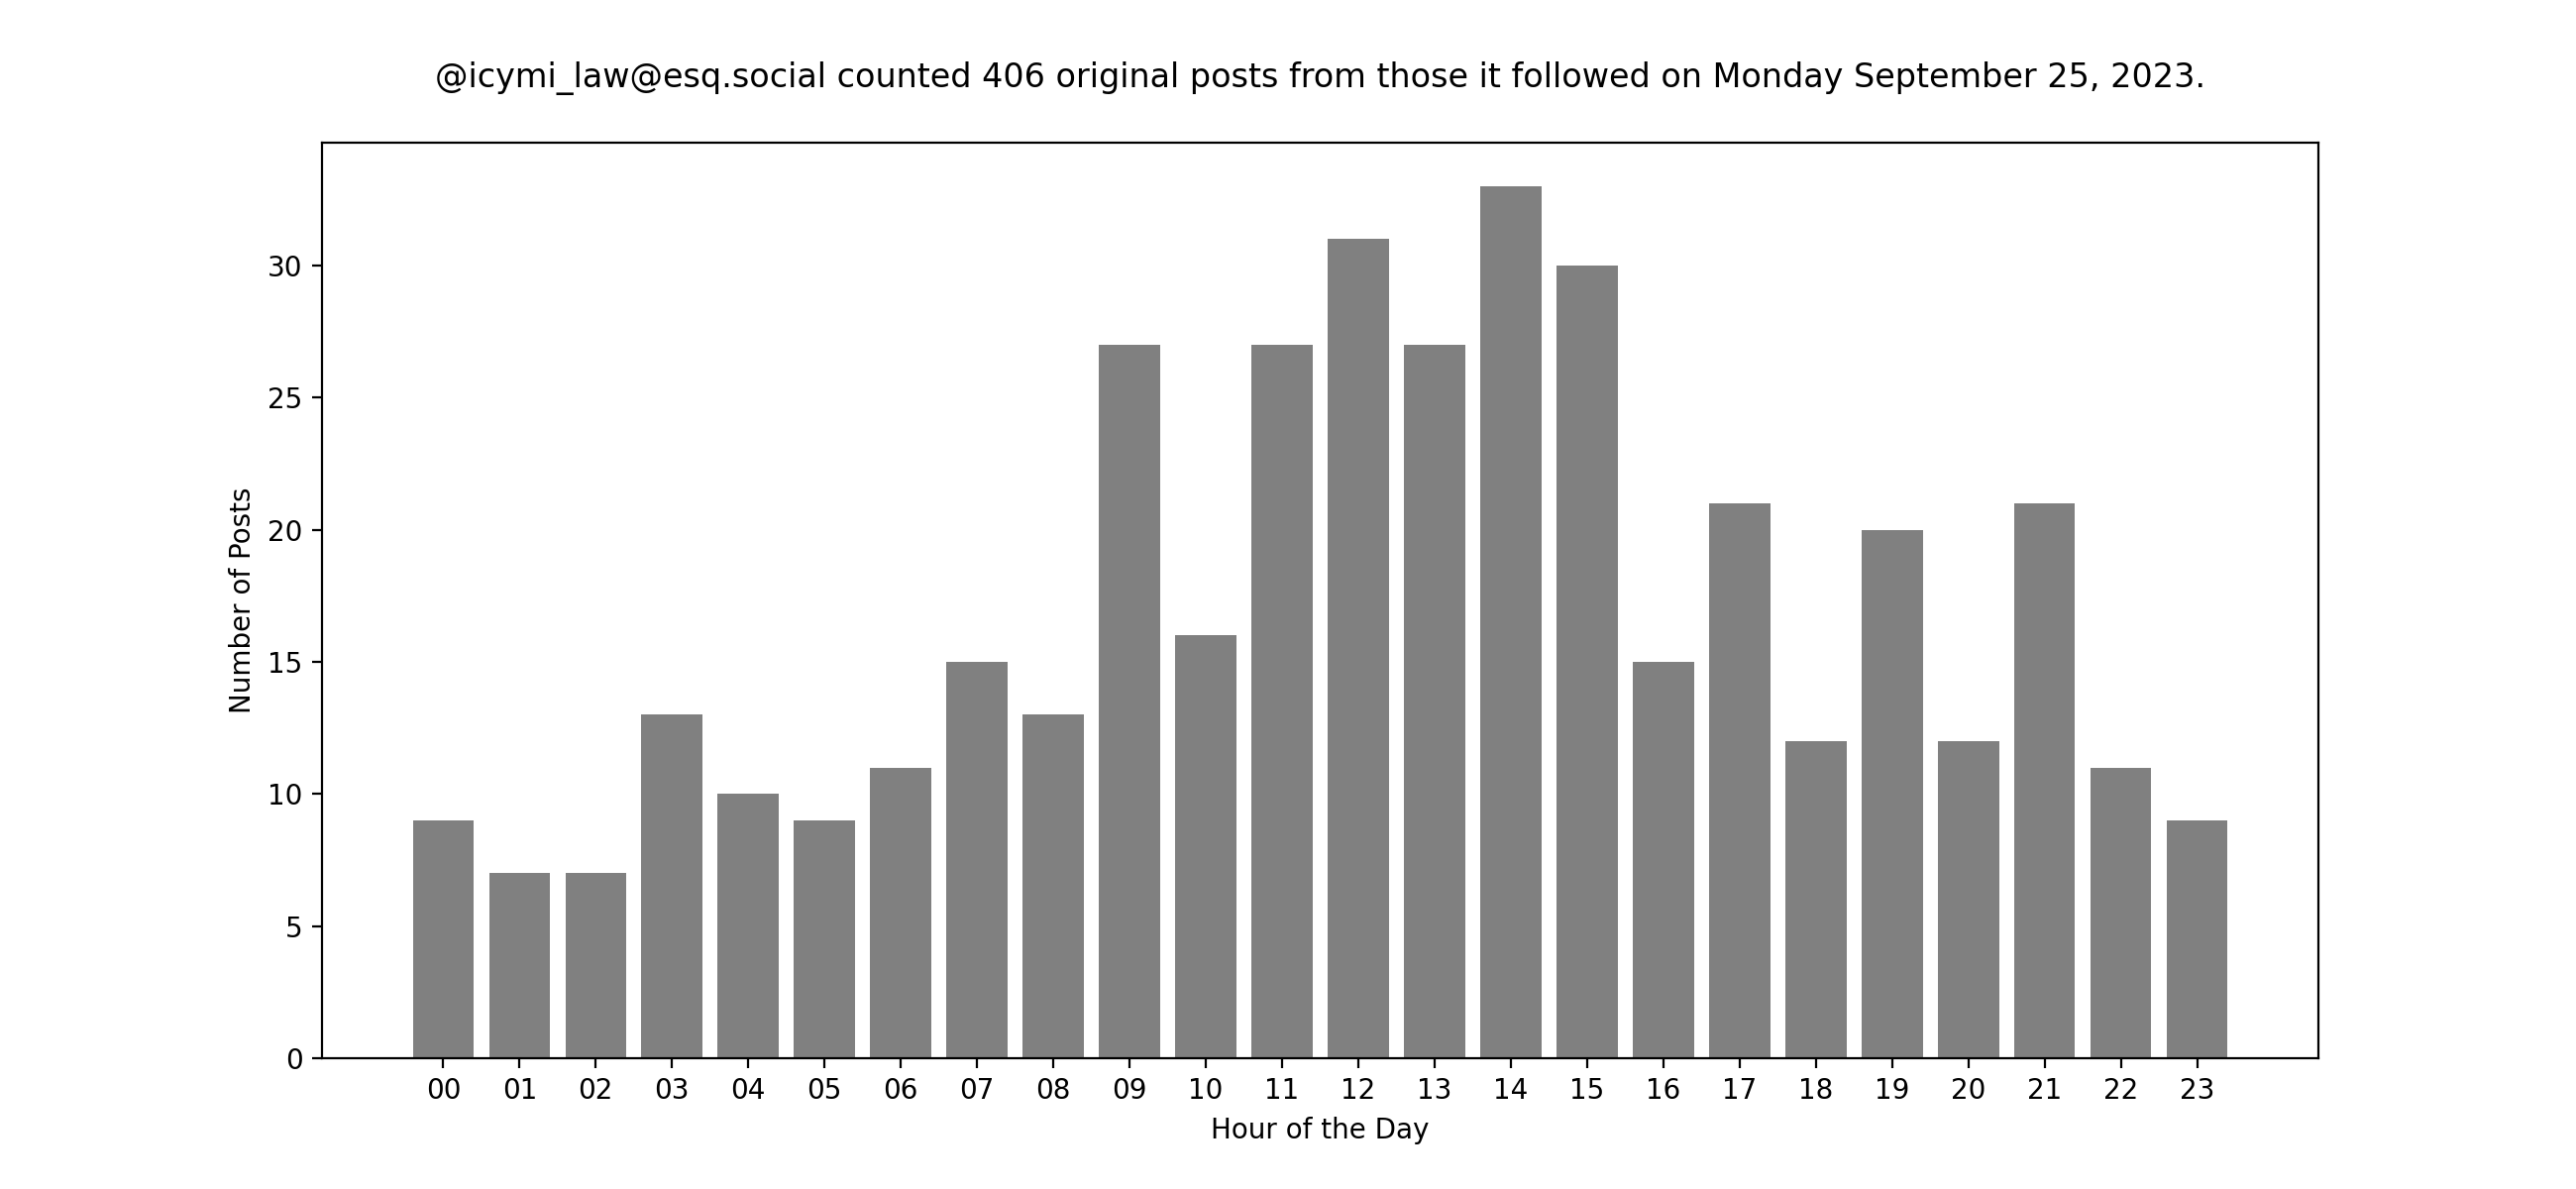 @icymi_law@esq.social counted 406 original posts from those it followed on Monday September 25, 2023.
30
25
20
15
10
5
0
Number of Posts
00 01 02 03 04 05 06 07 08 09 10 11 12 13 14 15 16 17 18 19 20 21 22 23
Hour of the Day